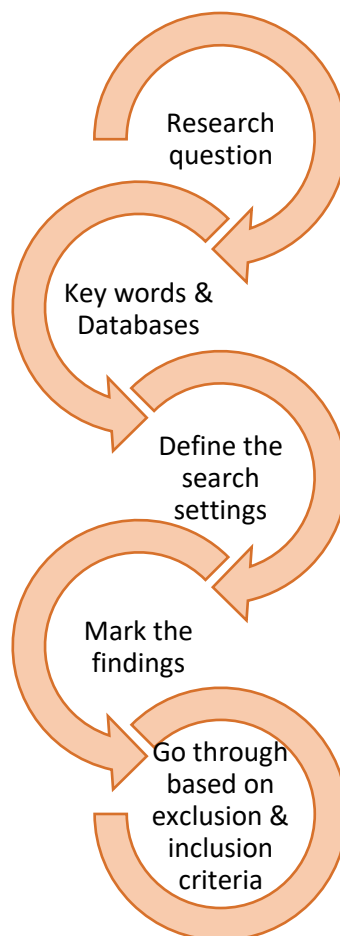 Research
question
Key words &
Databases
Define the
search
settings
Mark the
findings
Go through
based on
exclusion &
inclusion
criteria